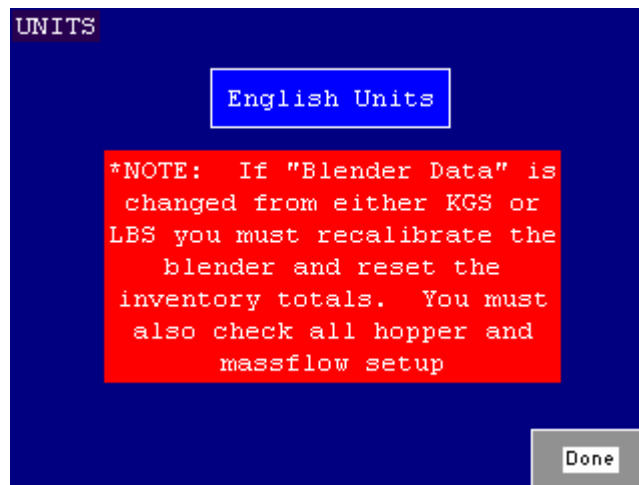 UNITS
English Units
*NOTE:  If "Blender Data" is
changed from either KGS or
LBS you must recalibrate the
blender and reset the
inventory totals.  You must
also check all hopper and
massflow setup
Done